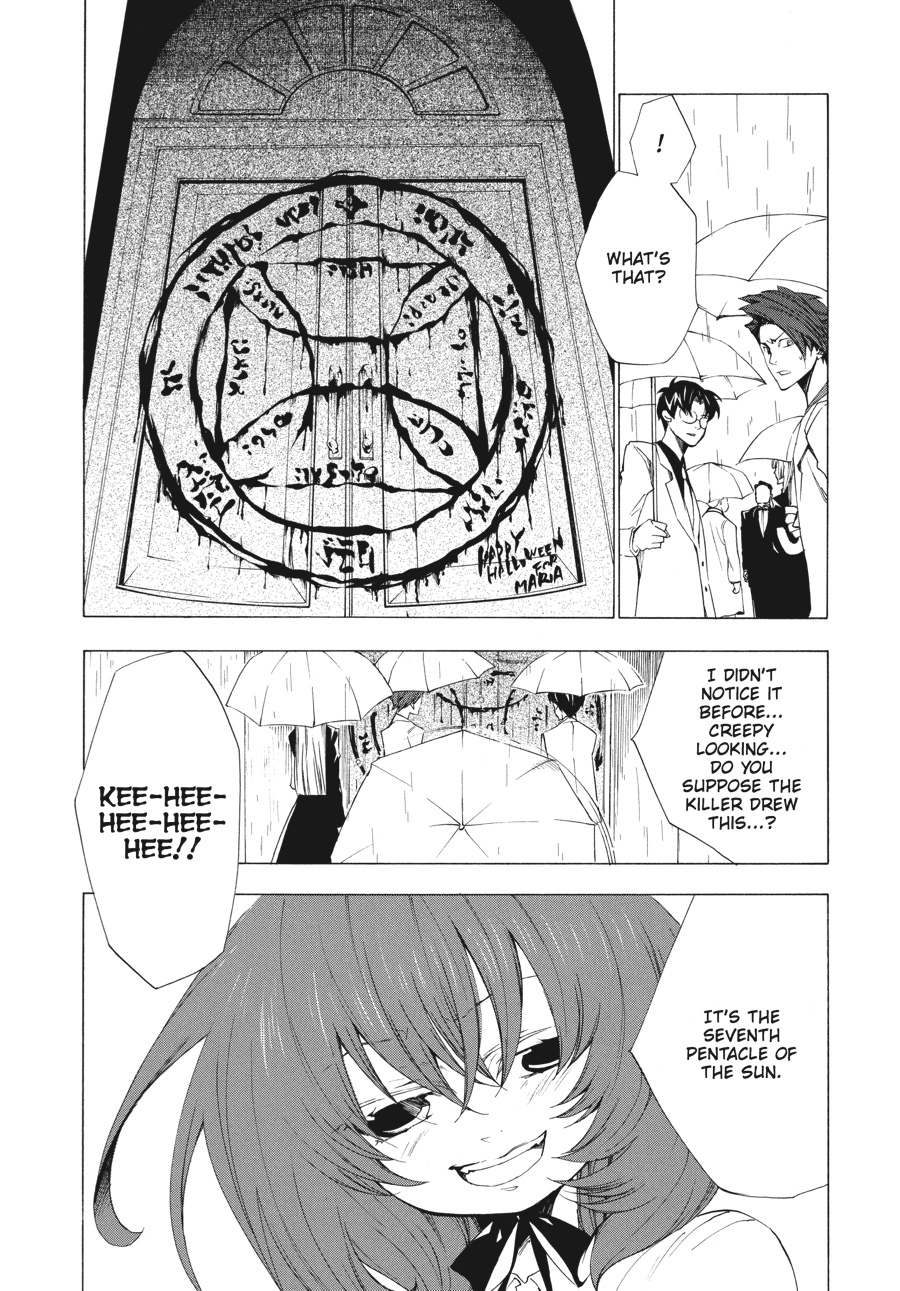 !
WHAT'S
THAT?
HAPPY
HALLOWEEN
FOR
MARIA
I DIDN'T
NOTICE IT
BEFORE...
CREEPY
LOOKING...
DO YOU
SUPPOSE THE
KILLER DREW
THIS...?
KEE-HEE-
HEE-HEE-
HEE!!
IT'S THE
SEVENTH
PENTACLE OF
THE SUN.